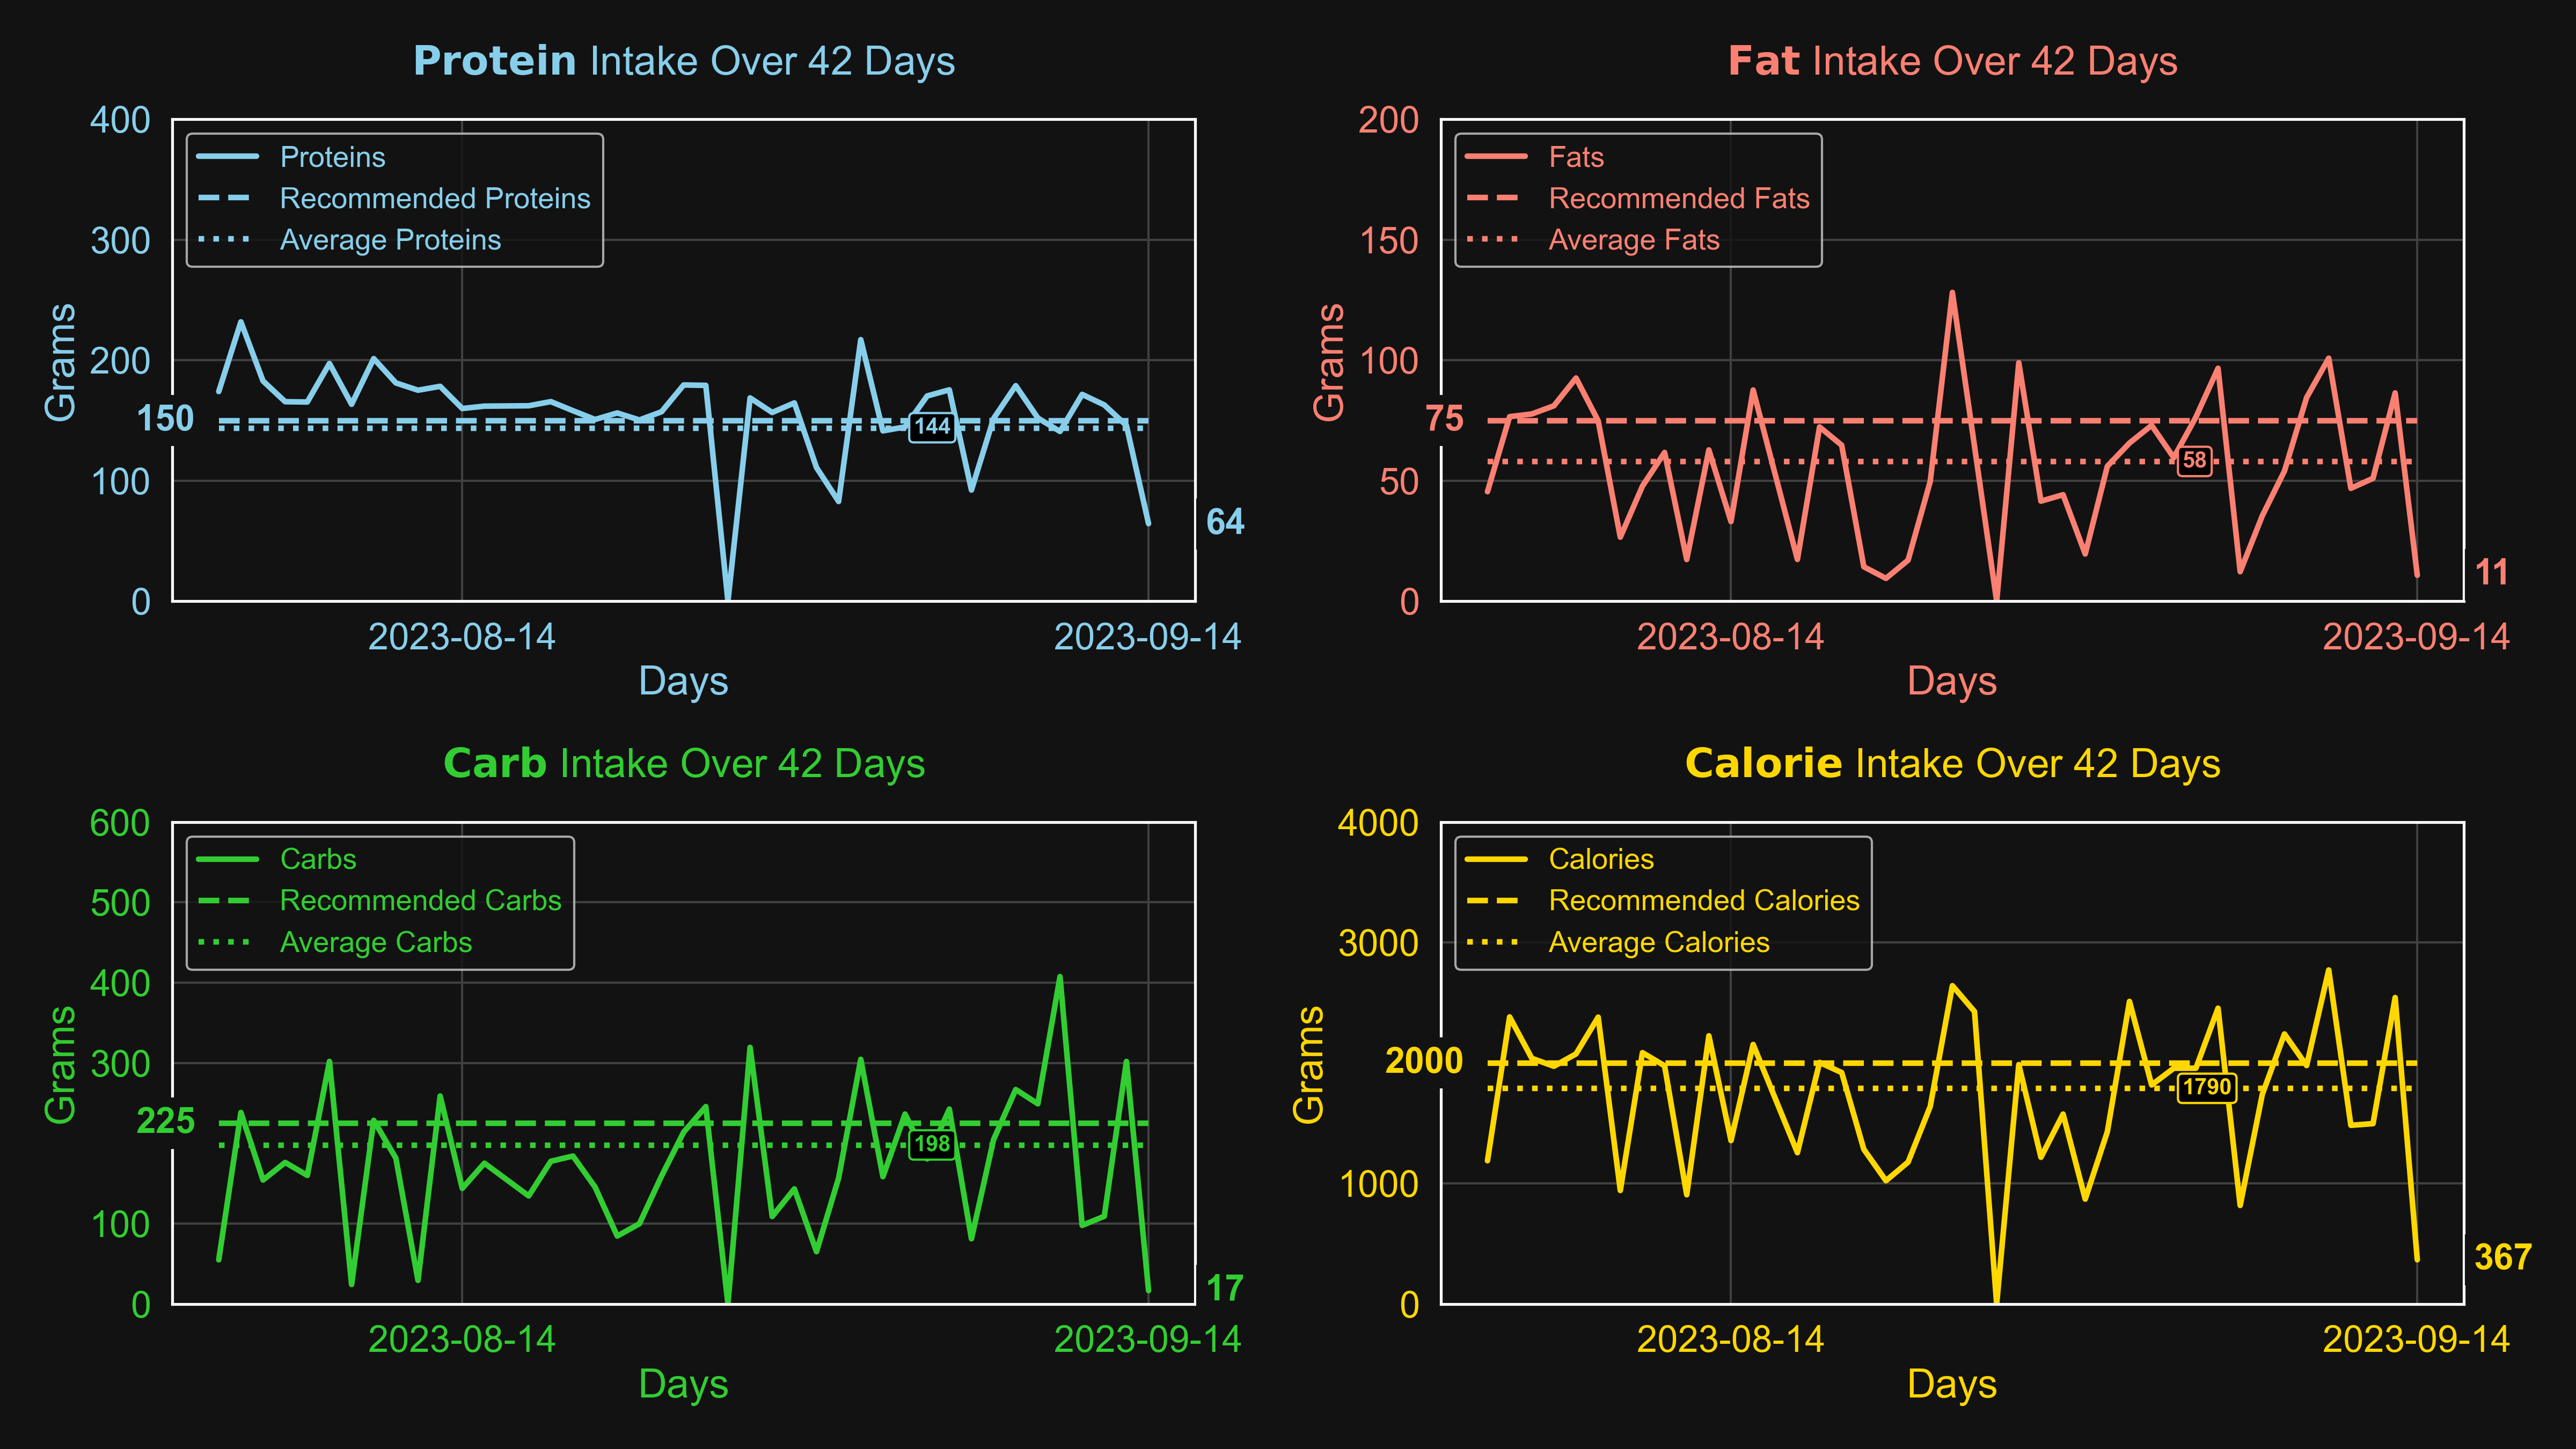 Protein Intake Over 42 Days
400
300
200
150
100
0
Grams
Proteins
Recommended Proteins
Average Proteins
144
64
2023-08-14
2023-09-14
Days
Fat Intake Over 42 Days
200
150
100
75
50
0
Grams
Fats
Recommended Fats
Average Fats
58
11
2023-08-14
2023-09-14
Days
Carb Intake Over 42 Days
600
500
400
300
225
100
0
Grams
Carbs
Recommended Carbs
Average Carbs
198
17
2023-08-14
2023-09-14
Days
Calorie Intake Over 42 Days
4000
3000
2000
1000
0
Grams
Calories
Recommended Calories
Average Calories
1790
367
2023-08-14
2023-09-14
Days